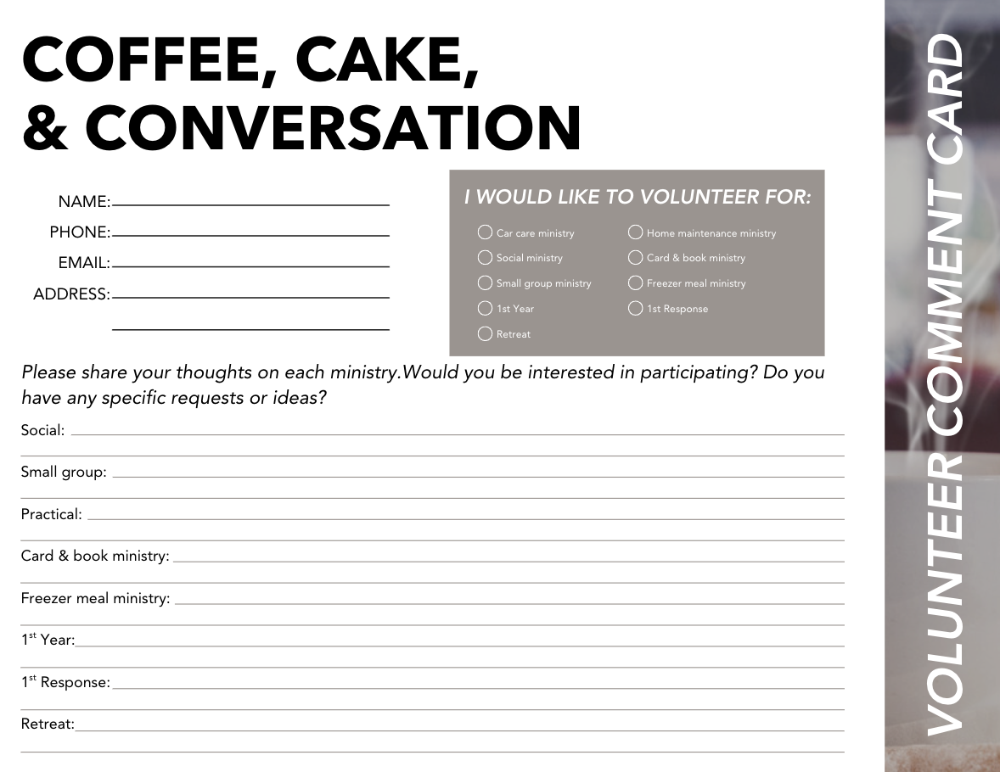 COFFEE, CAKE,
& CONVERSATION
NAME:
PHONE:
EMAIL:
ADDRESS:
I WOULD LIKE TO VOLUNTEER FOR:
Car care ministry
Social ministry
Small group ministry
1st Year
Retreat
Home maintenance ministry
Card & book ministry
Freezer meal ministry
1st Response
Please share your thoughts on each ministry.Would you be interested in participating? Do you
have any specific requests or ideas?
Social:
Small group:
Practical:
Card & book ministry:
Freezer meal ministry:
1st Year:
1st Response:
Retreat:
VOLUNTEER COMMENT CARD